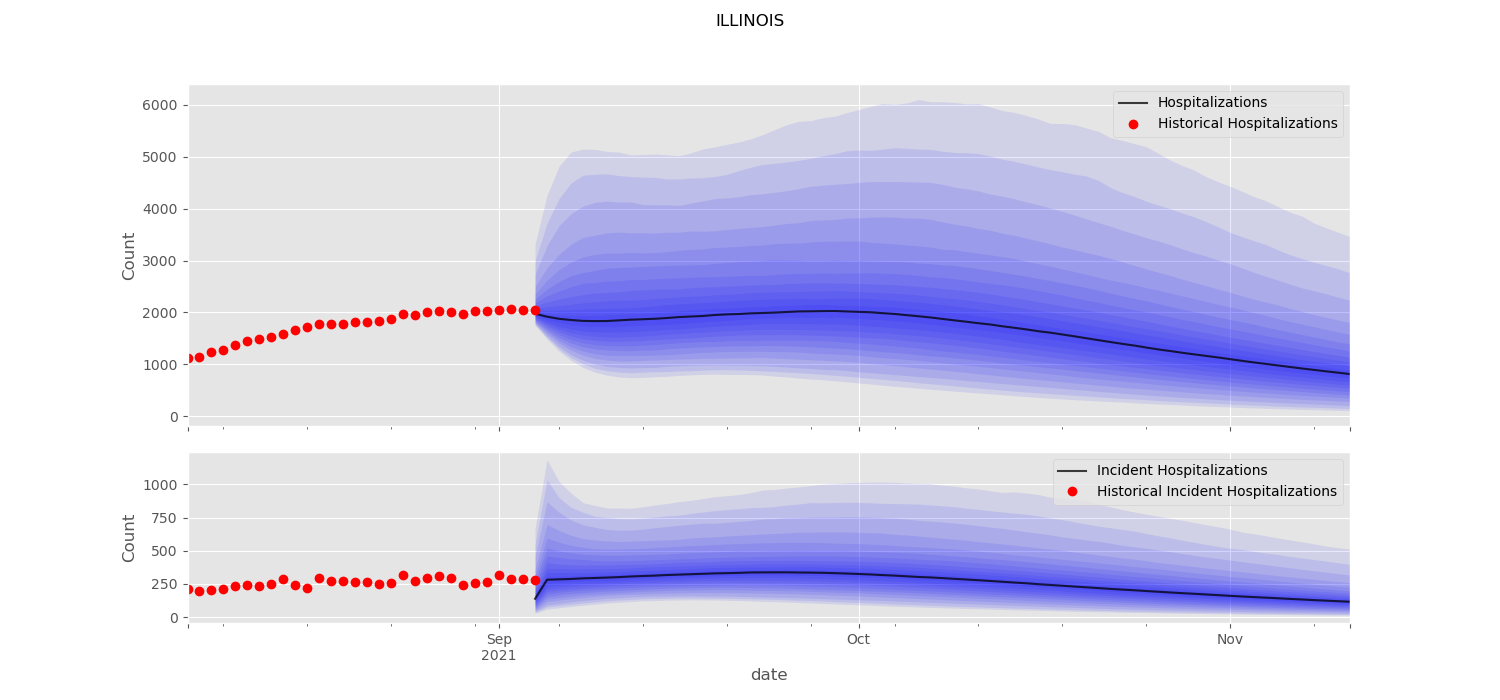 ILLINOIS
6000
5000
4000
3000
2000
1000
0
Count
Hospitalizations
Historical Hospitalizations
1000
750
500
250
0
Count
Incident Hospitalizations
Historical Incident Hospitalizations
Sep
2021
Oct
Nov
date